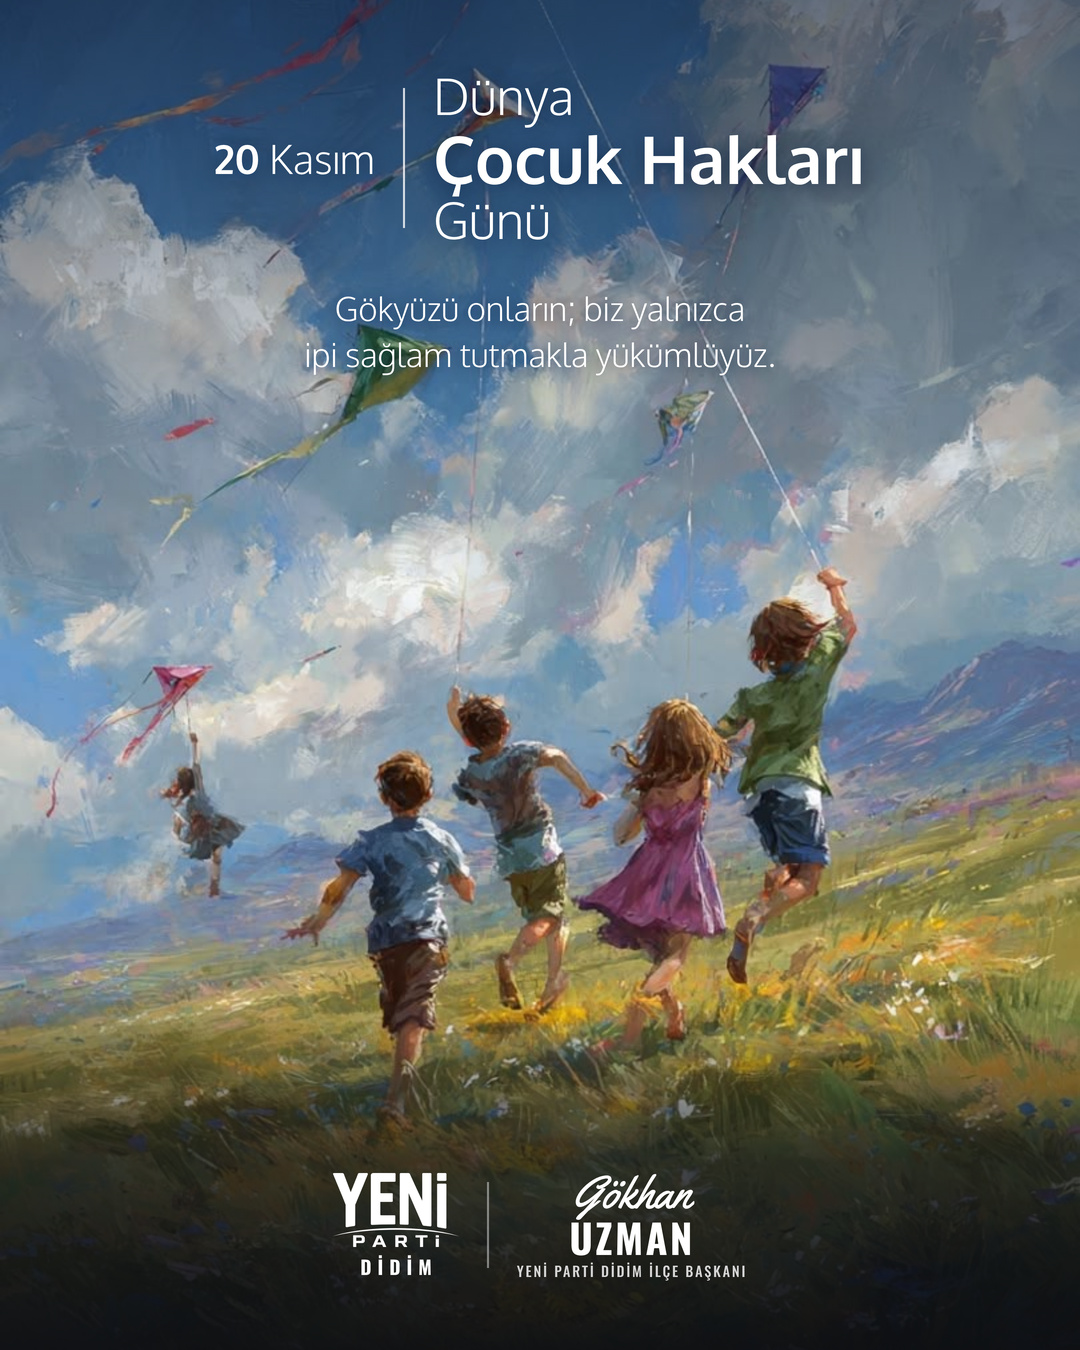 20 Kasım
Dünya
Çocuk Hakları
Günü
Gökyüzü onların; biz yalnızca
ipi sağlam tutmakla yükümlüyüz.
YENİ
PARTİ
DİDİM
Gökhan
UZMAN
YENİ PARTİ DİDİM İLÇE BAŞKANI